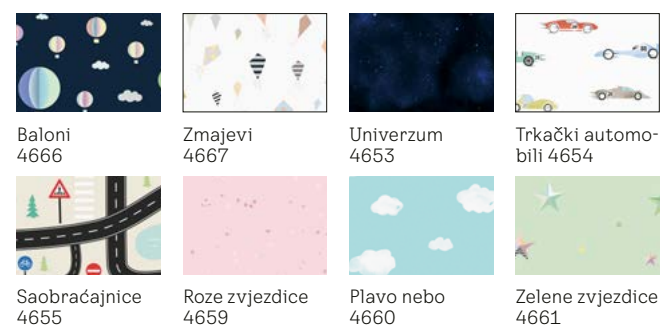 Baloni
4666
Zmajevi
4667
Univerzum
4653
Trkački automo-
bili 4654
Saobraćajnice
4655
Roze zvjezdice
4659
Plavo nebo
4660
Zelene zvjezdice
4661